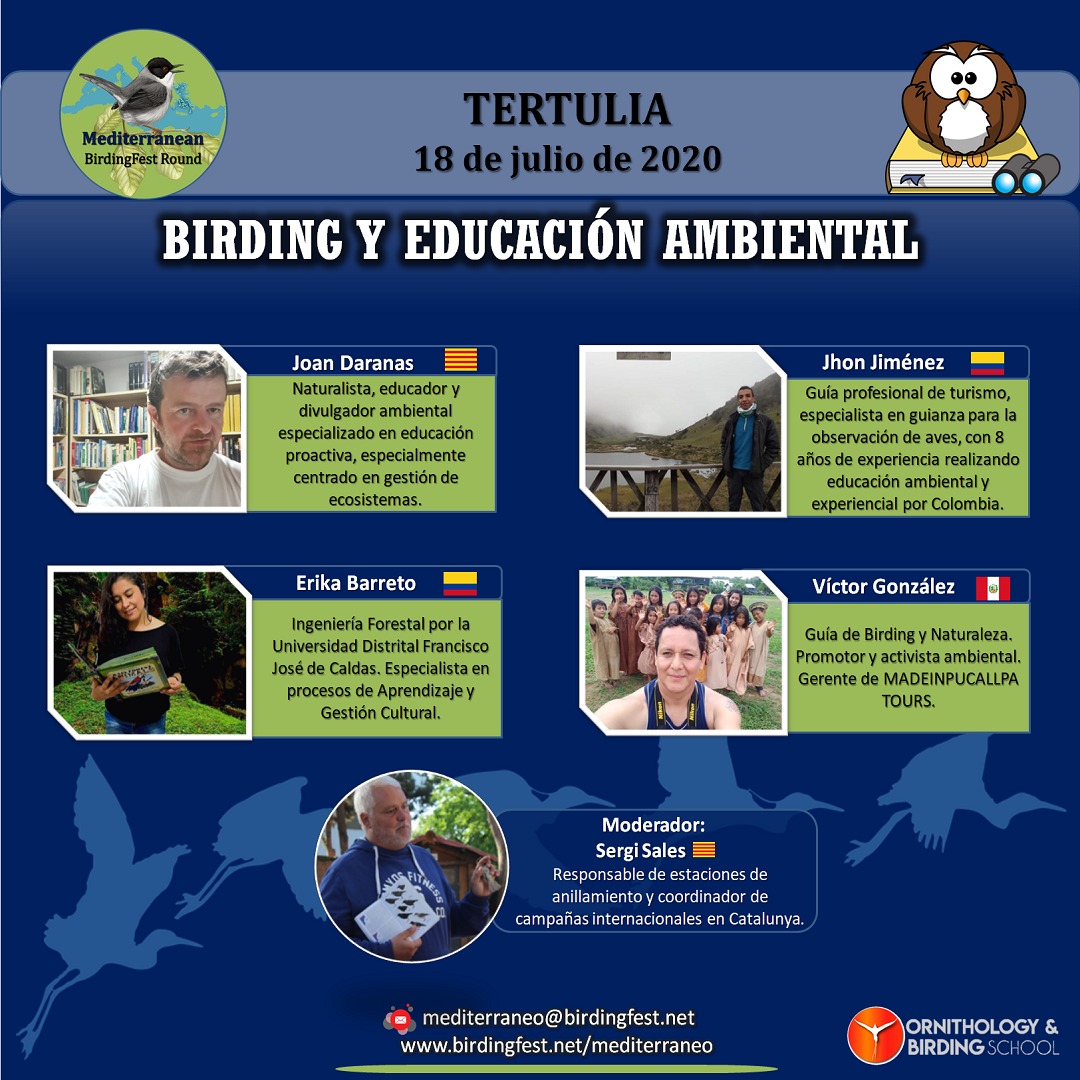 Mediterranean
BirdingFest Round
TERTULIA
18 de julio de 2020
BIRDING Y EDUCACIÓN AMBIENTAL
Joan Daranas
Naturalista, educador y
divulgador ambiental
especializado en educación
proactiva, especialmente
centrado en gestión de
ecosistemas.
Jhon Jiménez
Guía profesional de turismo,
especialista en guianza para la
observación de aves, con 8
años de experiencia realizando
educación ambiental y
experiencial por Colombia.
Erika Barreto
Ingeniería Forestal por la
Universidad Distrital Francisco
José de Caldas. Especialista en
procesos de Aprendizaje y
Gestión Cultural.
Víctor González
Guía de Birding y Naturaleza.
Promotor y activista ambiental.
Gerente de MADEINPUCALLPA
TOURS.
Nikon
Nikon
FITNESS
Moderador:
Sergi Sales
Responsable de estaciones de
anillamiento y coordinador de
campañas internacionales en Catalunya.
mediterraneo@birdingfest.net
www.birdingfest.net/mediterraneo
ORNITHOLOGY &
BIRDING SCHOOL